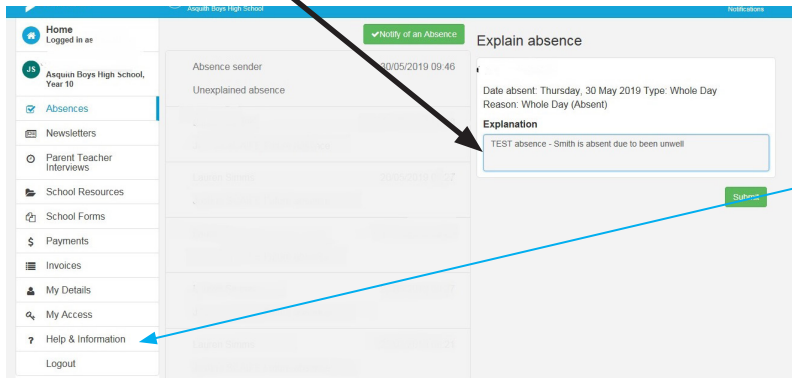 Asquith Boys High School
Notifications
Home
Logged in as
JS
Asquith Boys High School,
Year 10
Absences
Newsletters
Parent Teacher
Interviews
School Resources
School Forms
$ Payments
Invoices
My Details
My Access
? Help & Information
Logout
✓Notify of an Absence
Absence sender 30/05/2019 09:46
Unexplained absence
Explain absence
Date absent: Thursday, 30 May 2019 Type: Whole Day
Reason: Whole Day (Absent)
Explanation
TEST absence - Smith is absent due to been unwell
Submit